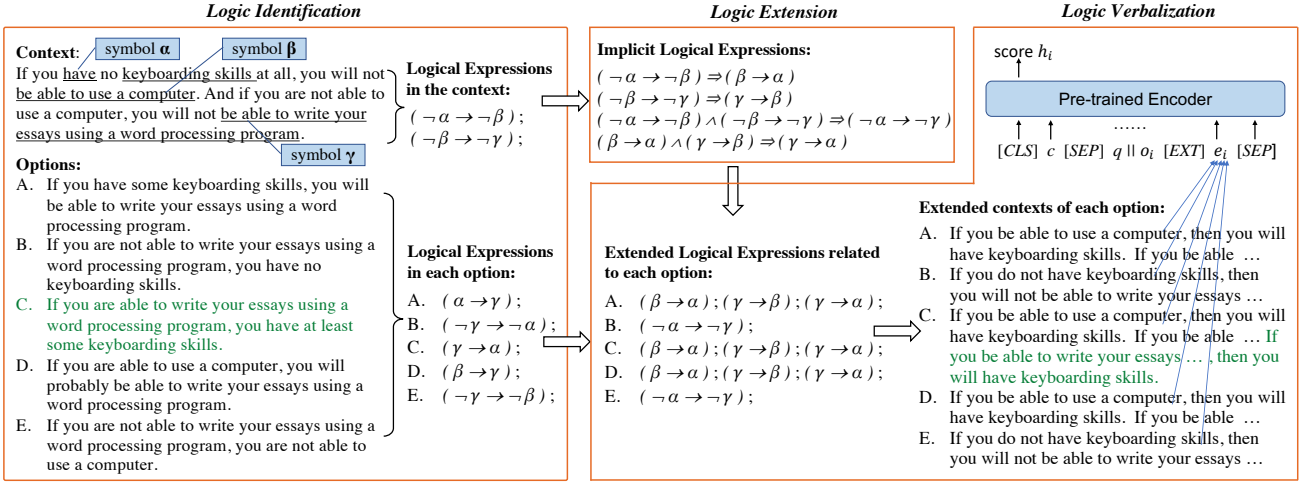 Logic Identification
Logic Extension
Logic Verbalization
Context:
symbol α
symbol β
If you have no keyboarding skills at all, you will not
be able to use a computer. And if you are not able to
use a computer, you will not be able to write your
essays using a word processing program.
symbol γ
Options:
A. If you have some keyboarding skills, you will
be able to write your essays using a word
processing program.
B. If you are not able to write your essays using a
word processing program, you have no
keyboarding skills.
C. If you are able to write your essays using a
word processing program, you have at least
some keyboarding skills.
D. If you are able to use a computer, you will
probably be able to write your essays using a
word processing program.
E. If you are not able to write your essays using a
word processing program, you are not able to
use a computer.
Logical Expressions
in the context:
(¬α→¬β);
(¬β→¬γ);
Logical Expressions
in each option:
A. (α→γ);
B. (¬γ→¬α);
C. (γ→α);
D. (β→γ);
E. (¬γ→¬β);
Implicit Logical Expressions:
(¬α→¬β)⇒(β→α)
(¬β→¬γ)⇒(γ→β)
(¬α→¬β)∧(¬β→¬γ)⇒(¬α→¬γ)
(β→α)∧(γ→β)⇒(γ→α)
Extended Logical Expressions related
to each option:
A. (β→α);(γ→β);(γ→α);
B. (¬α→¬γ);
C. (β→α);(γ→β);(γ→α);
D. (β→α);(γ→β);(γ→α);
E. (¬α→¬γ);
score hᵢ
Pre-trained Encoder
......
[CLS] c [SEP] q || oᵢ [EXT] eᵢ [SEP]
Extended contexts of each option:
A. If you be able to use a computer, then you will
have keyboarding skills. If you be able ...
B. If you do not have keyboarding skills, then
you will not be able to write your essays ...
C. If you be able to use a computer, then you will
have keyboarding skills. If you be able ... If
you be able to write your essays ... , then you
will have keyboarding skills.
D. If you be able to use a computer, then you will
have keyboarding skills. If you be able ...
E. If you do not have keyboarding skills, then
you will not be able to write your essays ...